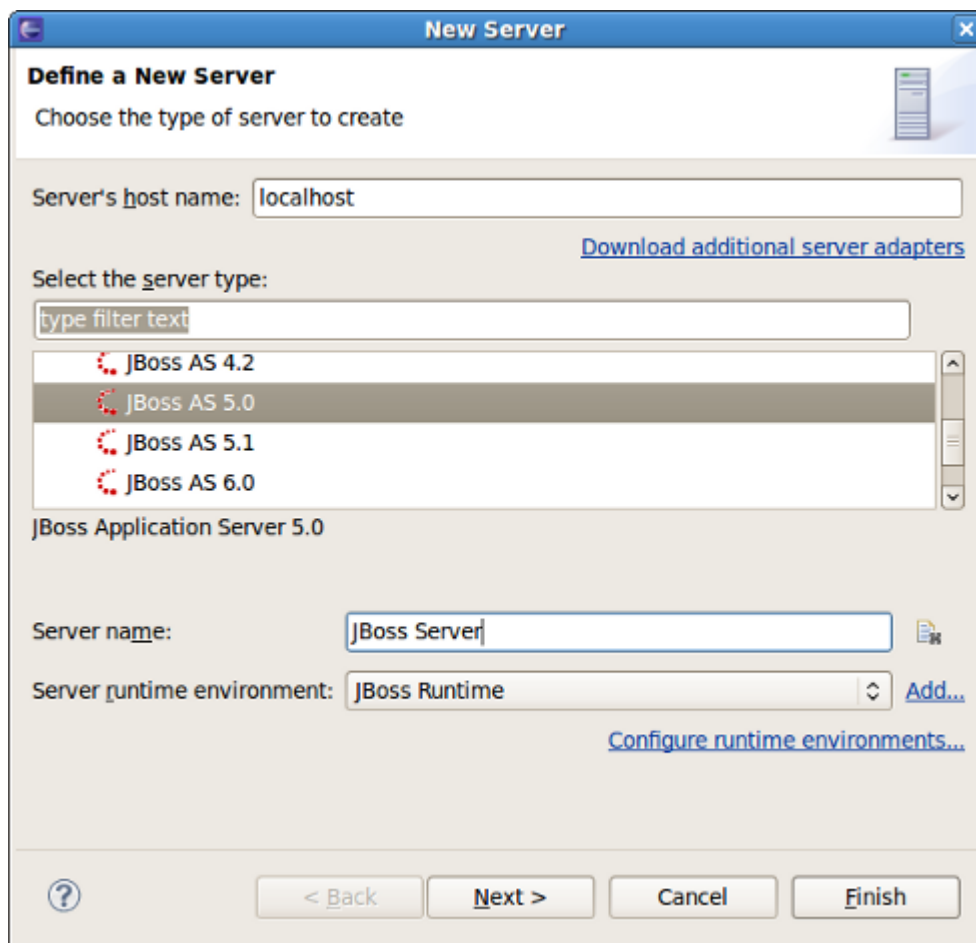 New Server
Define a New Server
Choose the type of server to create
Server's host name: localhost
Download additional server adapters
Select the server type:
type filter text
JBoss AS 4.2
JBoss AS 5.0
JBoss AS 5.1
JBoss AS 6.0
JBoss Application Server 5.0
Server name: JBoss Server
Server runtime environment: JBoss Runtime Add...
Configure runtime environments...
? < Back Next > Cancel Finish